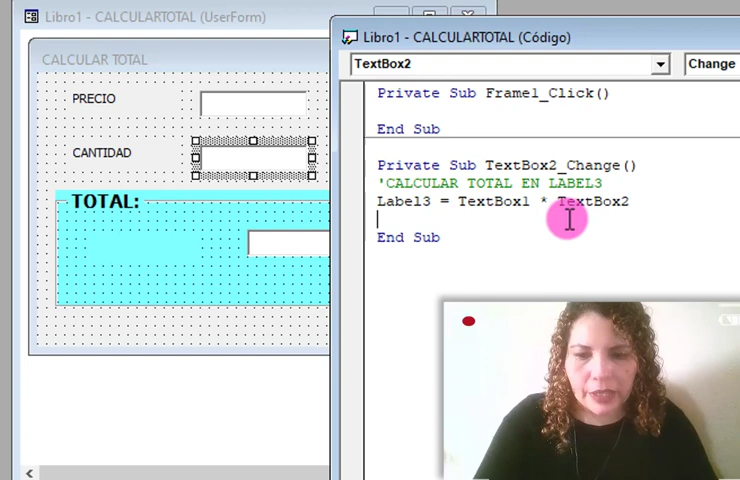 Libro1 - CALCULARTOTAL (UserForm)
CALCULAR TOTAL
PRECIO
CANTIDAD
TOTAL:
Libro1 - CALCULARTOTAL (Código)
TextBox2
Change
Private Sub Frame1_Click()
End Sub
Private Sub TextBox2_Change()
'CALCULAR TOTAL EN LABEL3
Label3 = TextBox1 * TextBox2
End Sub